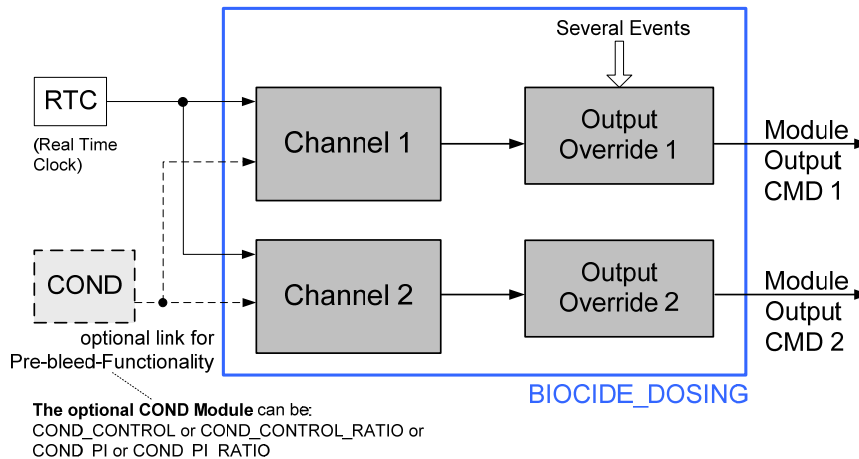 Several Events
RTC
(Real Time
Clock)
Channel 1
Output
Override 1
Module
Output
CMD 1
COND
Channel 2
Output
Override 2
Module
Output
CMD 2
optional link for
Pre-bleed-Functionality
BIOCIDE_DOSING
The optional COND Module can be:
COND_CONTROL or COND_CONTROL_RATIO or
COND_PI or COND_PI_RATIO